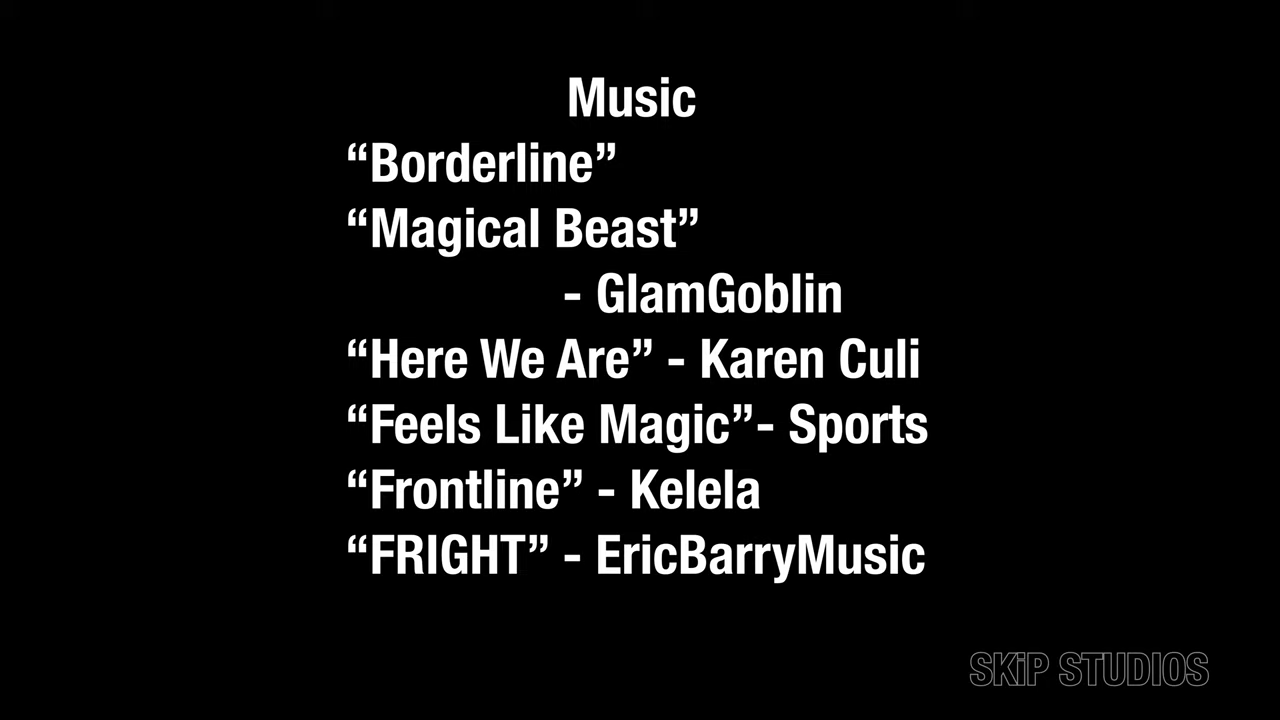 Music
“Borderline”
“Magical Beast”
- GlamGoblin
“Here We Are” - Karen Culi
“Feels Like Magic”- Sports
“Frontline” - Kelela
“FRIGHT” - EricBarryMusic
SKiP STUDIOS